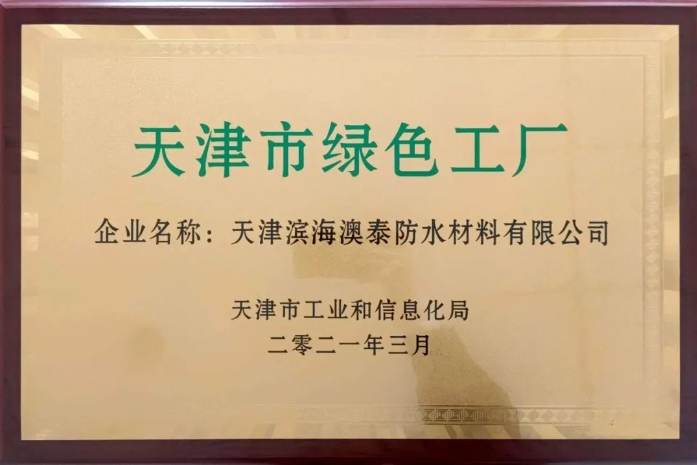 天津市绿色工厂
企业名称：天津滨海澳泰防水材料有限公司
天津市工业和信息化局
二零二一年三月